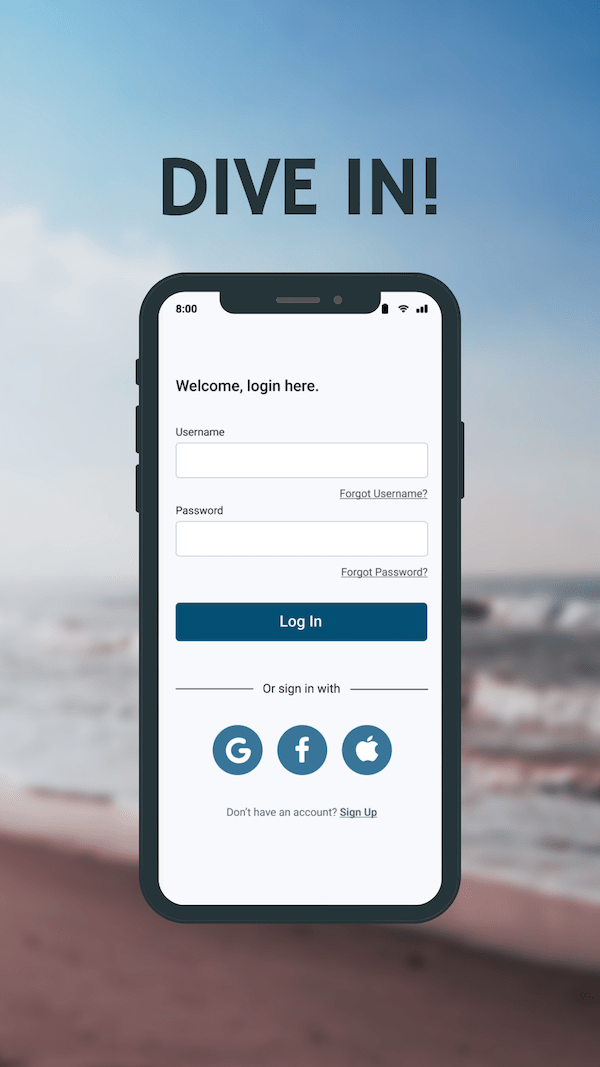 DIVE IN!
8:00
Welcome, login here.
Username
Forgot Username?
Password
Forgot Password?
Log In
Or sign in with
Don't have an account? Sign Up